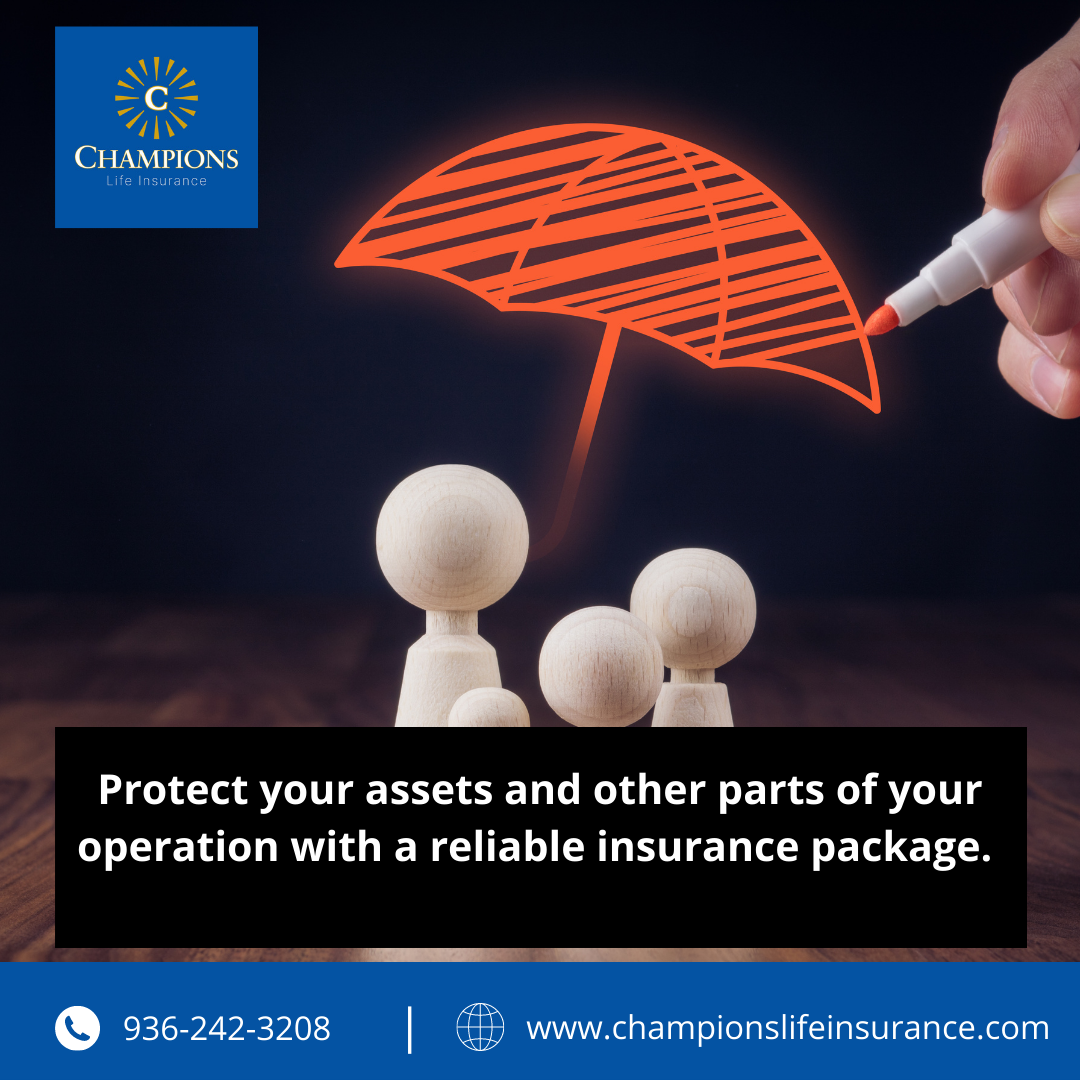 C
CHAMPIONS
Life Insurance
Protect your assets and other parts of your
operation with a reliable insurance package.
936-242-3208 | www.championslifeinsurance.com